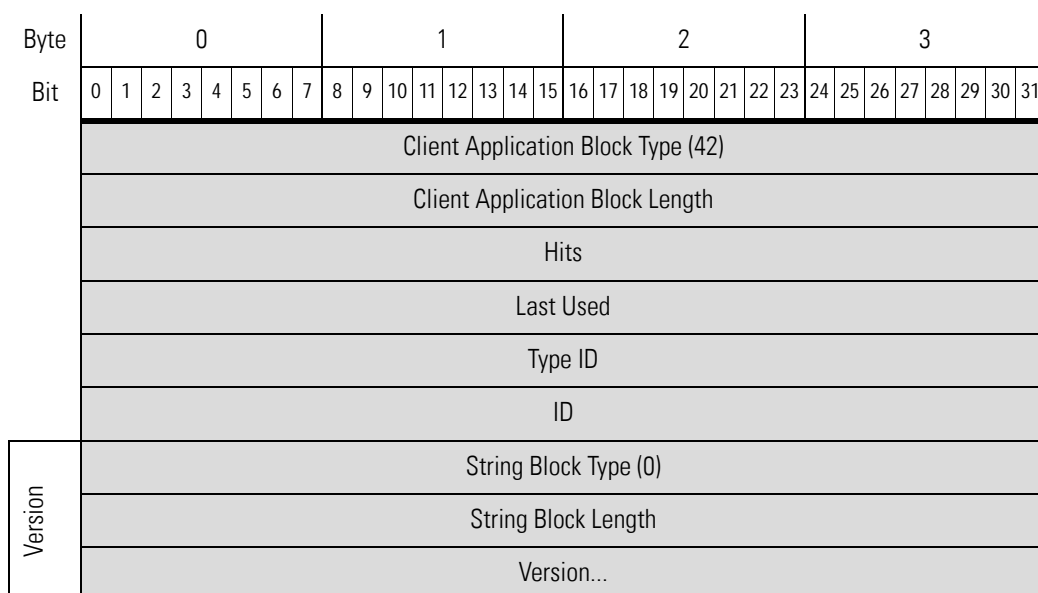 Byte 0 1 2 3
Bit 0 1 2 3 4 5 6 7 8 9 10 11 12 13 14 15 16 17 18 19 20 21 22 23 24 25 26 27 28 29 30 31
Client Application Block Type (42)
Client Application Block Length
Hits
Last Used
Type ID
ID
Version
String Block Type (0)
String Block Length
Version...